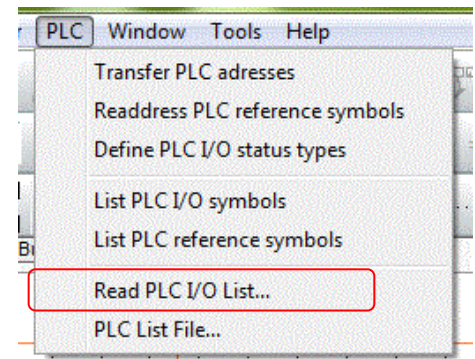 PLC Window Tools Help
Transfer PLC adresses
Readdress PLC reference symbols
Define PLC I/O status types
List PLC I/O symbols
List PLC reference symbols
Read PLC I/O List...
PLC List File...